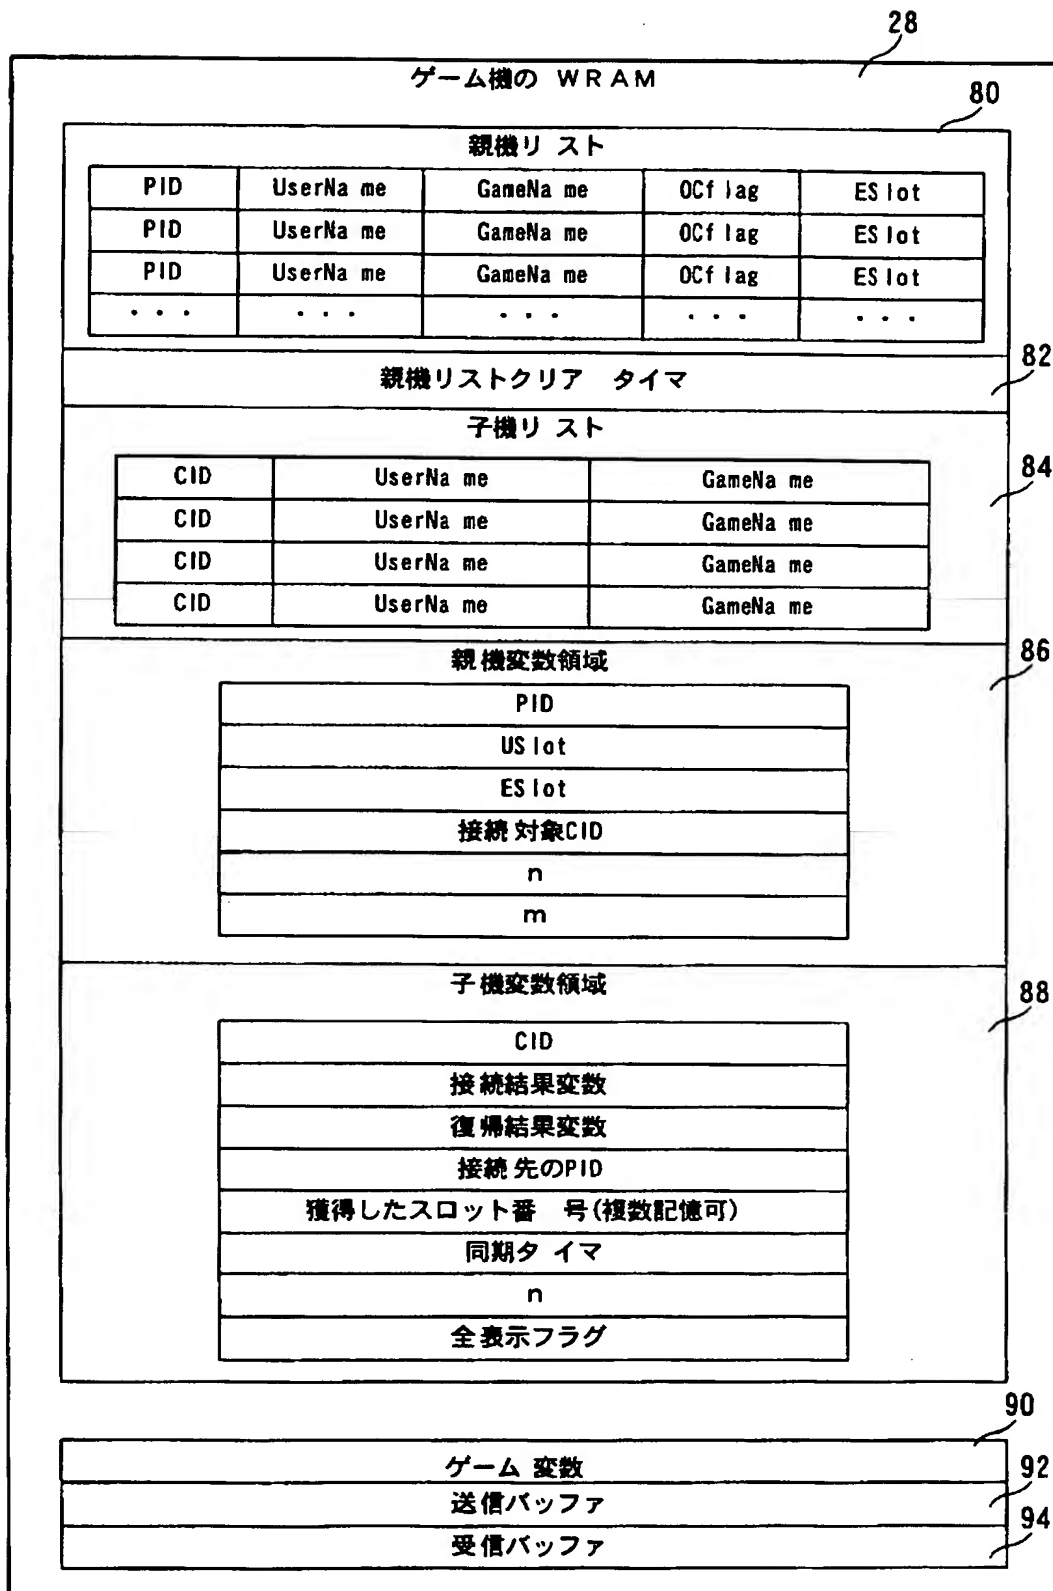 28
ゲーム機の WRAM
80
親機リスト
PID UserName GameName OCflag ESlot
PID UserName GameName OCflag ESlot
PID UserName GameName OCflag ESlot
・・・ ・・・ ・・・ ・・・ ・・・
82
親機リストクリア タイマ
子機リスト
84
CID UserName GameName
CID UserName GameName
CID UserName GameName
CID UserName GameName
86
親機変数領域
PID
USlot
ESlot
接続対象CID
n
m
子機変数領域
88
CID
接続結果変数
復帰結果変数
接続先のPID
獲得したスロット番 号(複数記憶可)
同期タイマ
n
全表示フラグ
90
ゲーム変数
92
送信バッファ
94
受信バッファ